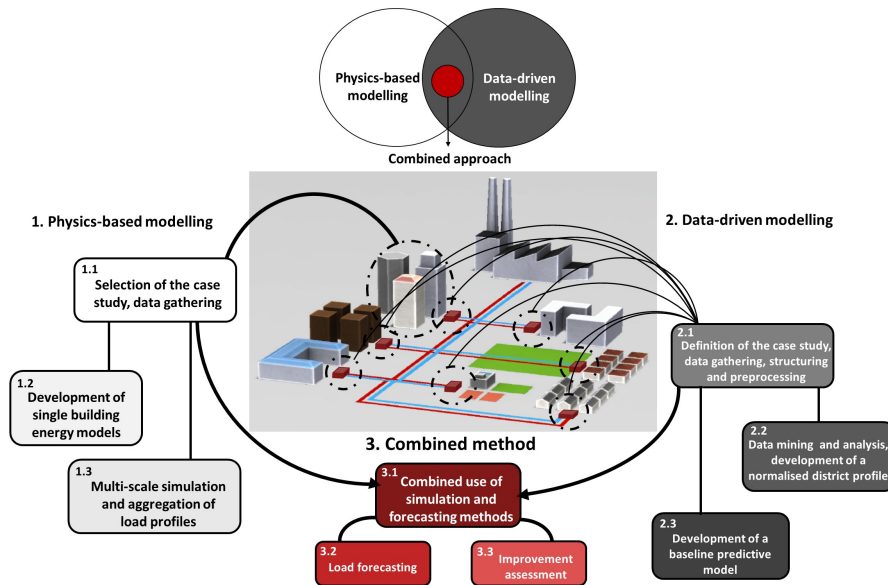 Physics-based
modelling
Data-driven
modelling
Combined approach
1. Physics-based modelling
2. Data-driven modelling
1.1
Selection of the case
study, data gathering
1.2
Development of
single building
energy models
1.3
Multi-scale simulation
and aggregation of
load profiles
2.1
Definition of the case study,
data gathering, structuring
and preprocessing
2.2
Data mining and analysis,
development of a
normalised district profile
2.3
Development of a
baseline predictive
model
3. Combined method
3.1
Combined use of
simulation and
forecasting methods
3.2
Load forecasting
3.3
Improvement
assessment